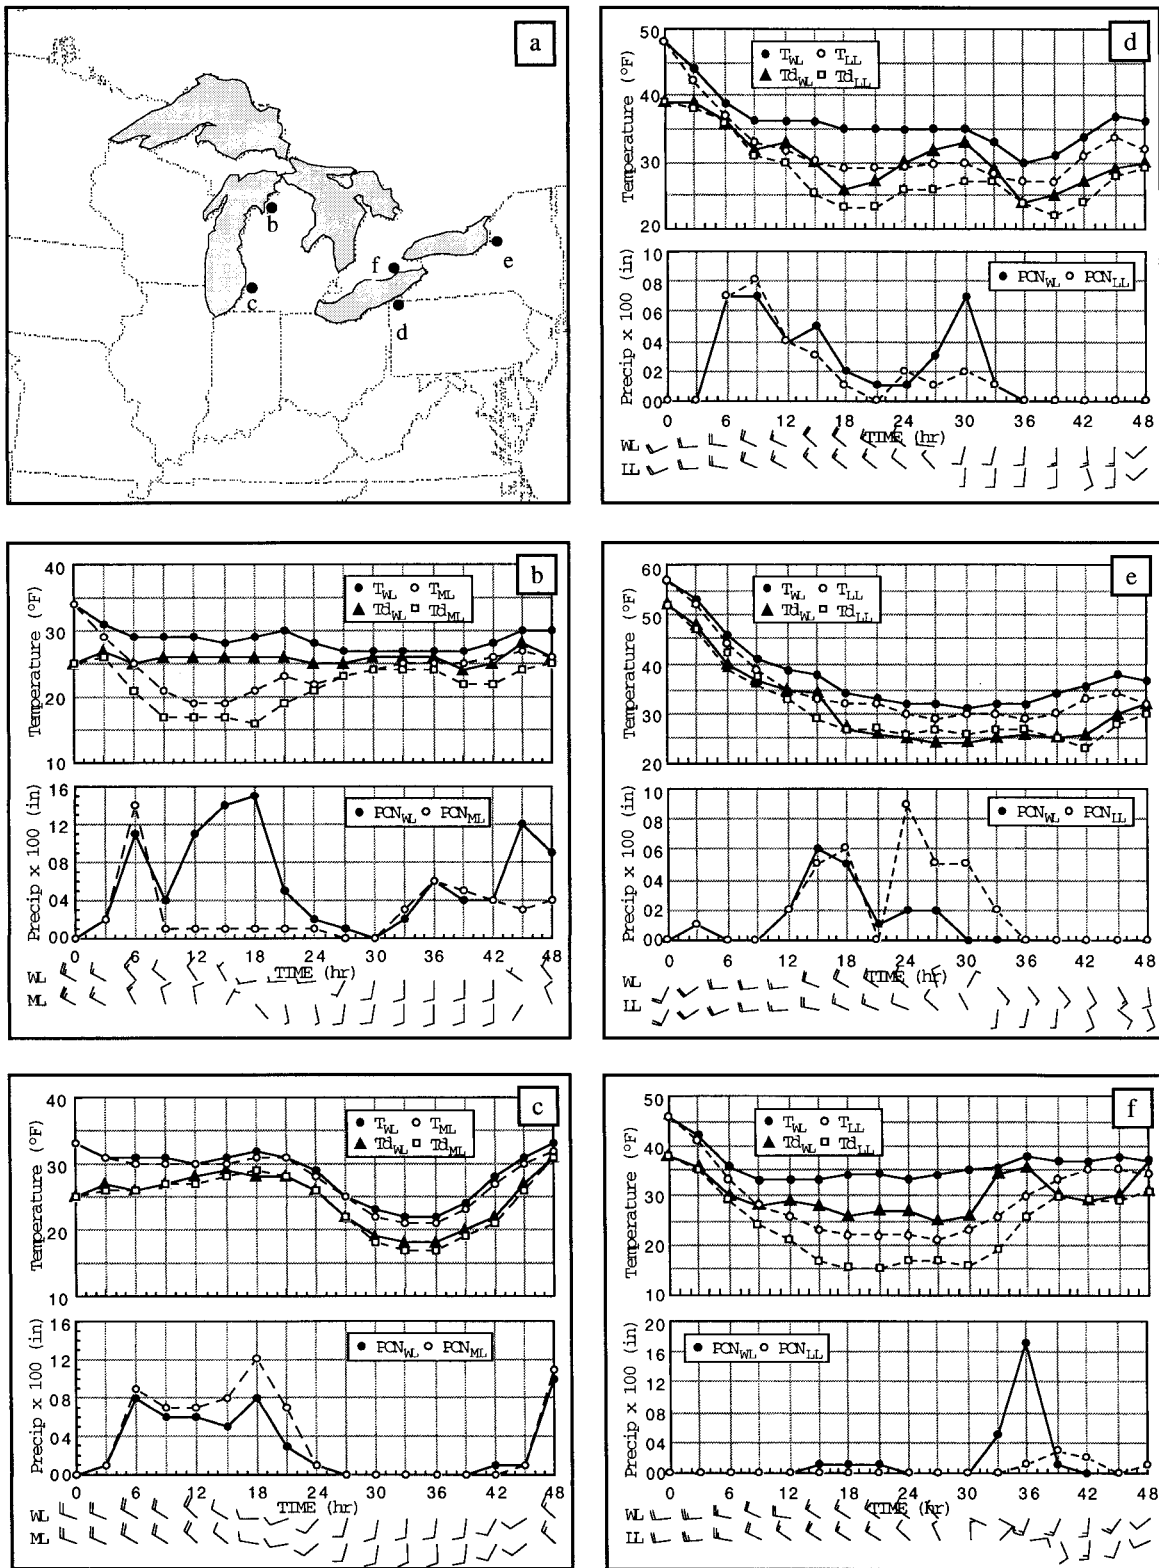 a
b
c
f
e
d
d
50
40
30
20
Temperature (°F)
T_WL T_LL
Td_WL Td_LL
08
06
04
02
00
Precip x 100 (in)
PCN_WL PCN_LL
0 6 12 18 24 30 36 42 48
TIME (hr)
WL
LL
b
40
30
20
10
Temperature (°F)
T_WL T_ML
Td_WL Td_ML
16
12
08
04
00
Precip x 100 (in)
PCN_WL PCN_ML
0 6 12 18 24 30 36 42 48
TIME (hr)
WL
ML
e
60
50
40
30
20
Temperature (°F)
T_WL T_LL
Td_WL Td_LL
10
08
06
04
02
00
Precip x 100 (in)
PCN_WL PCN_LL
0 6 12 18 24 30 36 42 48
TIME (hr)
WL
LL
c
40
30
20
10
Temperature (°F)
T_WL T_ML
Td_WL Td_ML
16
12
08
04
00
Precip x 100 (in)
PCN_WL PCN_ML
0 6 12 18 24 30 36 42 48
TIME (hr)
WL
ML
f
50
40
30
20
10
Temperature (°F)
T_WL T_LL
Td_WL Td_LL
20
16
12
08
04
00
Precip x 100 (in)
PCN_WL PCN_LL
0 6 12 18 24 30 36 42 48
TIME (hr)
WL
LL